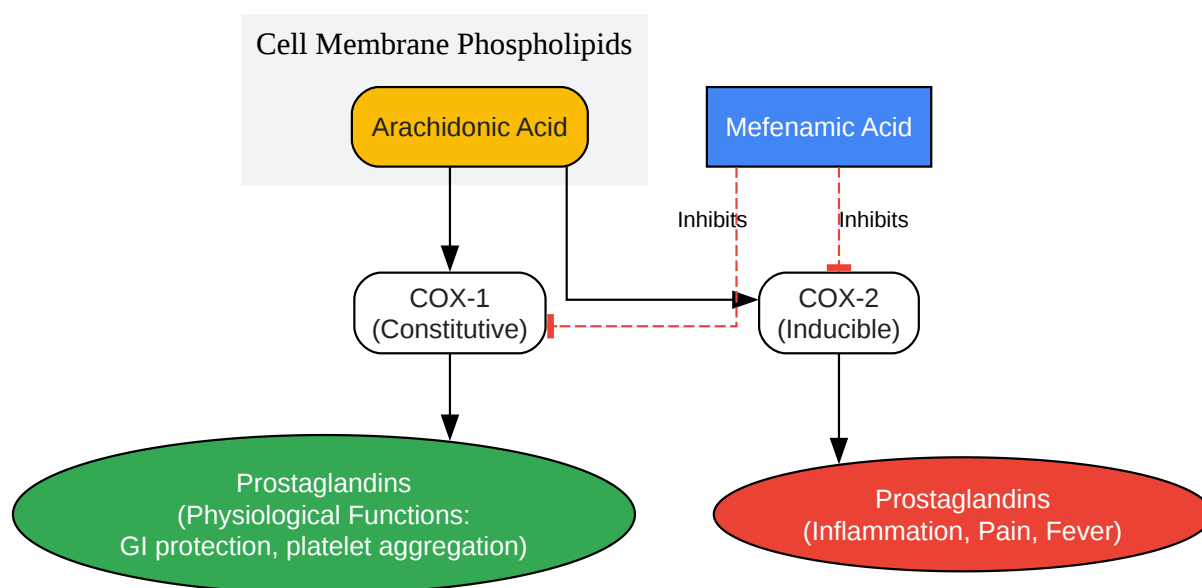 Cell Membrane Phospholipids
Arachidonic Acid
Mefenamic Acid
Inhibits
Inhibits
COX-1
(Constitutive)
COX-2
(Inducible)
Prostaglandins
(Physiological Functions:
GI protection, platelet aggregation)
Prostaglandins
(Inflammation, Pain, Fever)